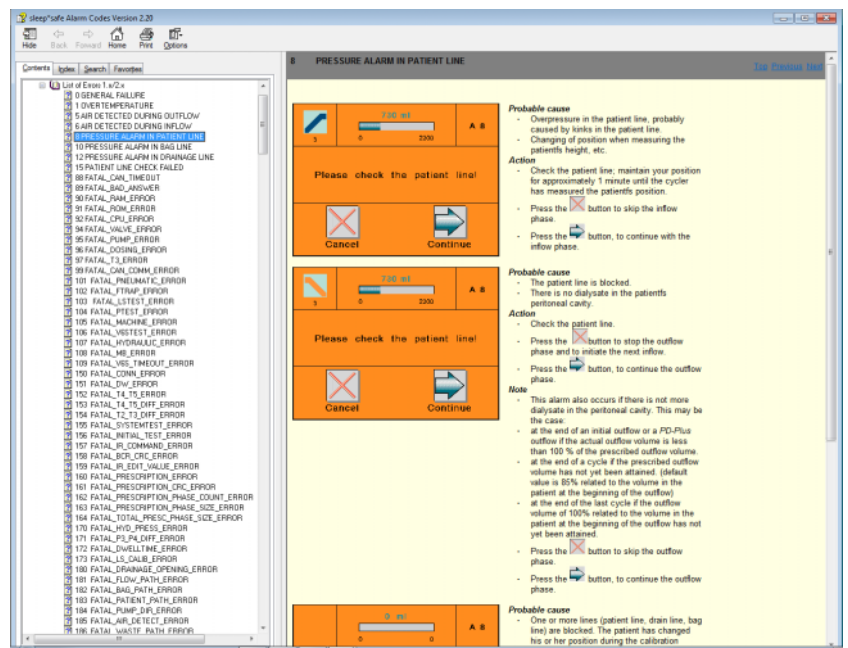 sleep*safe Alarm Codes Version 2.20
Hide Back Forward Home Print Options
Contents Index Search Favorites
List of Errors 1.x/2.x
0 GENERAL FAILURE
1 OVERTEMPERATURE
5 AIR DETECTED DURING OUTFLOW
6 AIR DETECTED DURING INFLOW
8 PRESSURE ALARM IN PATIENT LINE
10 PRESSURE ALARM IN BAG LINE
12 PRESSURE ALARM IN DRAINAGE LINE
15 PATIENT LINE CHECK FAILED
88 FATAL_CAN_TIMEOUT
89 FATAL_BAD_ANSWER
90 FATAL_RAM_ERROR
91 FATAL_ROM_ERROR
92 FATAL_CPU_ERROR
94 FATAL_VALVE_ERROR
95 FATAL_PUMP_ERROR
96 FATAL_DOSING_ERROR
97 FATAL_T3_ERROR
99 FATAL_CAN_COMM_ERROR
101 FATAL_PNEUMATIC_ERROR
102 FATAL_FTRAP_ERROR
103 FATAL_LSTEST_ERROR
104 FATAL_PTEST_ERROR
105 FATAL_MACHINE_ERROR
106 FATAL_VGSTEST_ERROR
107 FATAL_HYDRAULIC_ERROR
108 FATAL_MB_ERROR
109 FATAL_VGS_TIMEOUT_ERROR
150 FATAL_CONN_ERROR
151 FATAL_DW_ERROR
152 FATAL_T4_T5_ERROR
153 FATAL_T4_T5_DIFF_ERROR
154 FATAL_T2_T3_DIFF_ERROR
155 FATAL_SYSTEMTEST_ERROR
156 FATAL_INITIAL_TEST_ERROR
157 FATAL_IR_COMMAND_ERROR
158 FATAL_BCR_CRC_ERROR
159 FATAL_IR_EDIT_VALUE_ERROR
160 FATAL_PRESCRIPTION_ERROR
161 FATAL_PRESCRIPTION_CRC_ERROR
162 FATAL_PRESCRIPTION_PHASE_COUNT_ERROR
163 FATAL_PRESCRIPTION_PHASE_SIZE_ERROR
164 FATAL_TOTAL_PRESC_PHASE_SIZE_ERROR
170 FATAL_HYD_PRESS_ERROR
171 FATAL_P3_P4_DIFF_ERROR
172 FATAL_DWELLTIME_ERROR
173 FATAL_LS_CALIB_ERROR
180 FATAL_DRAINAGE_OPENING_ERROR
181 FATAL_FLOW_PATH_ERROR
182 FATAL_BAG_PATH_ERROR
183 FATAL_PATIENT_PATH_ERROR
184 FATAL_PUMP_DIR_ERROR
185 FATAL_AIR_DETECT_ERROR
186 FATAL_WASTE_PATH_ERROR
8 PRESSURE ALARM IN PATIENT LINE
Top Previous Next
730 ml
A 8
3 0 2300
Please check the patient line!
Cancel Continue
Probable cause
- Overpressure in the patient line, probably
caused by kinks in the patient line.
- Changing of position when measuring the
patientfs height, etc.
Action
- Check the patient line; maintain your position
for approximately 1 minute until the cycler
has measured the patientfs position.
- Press the button to skip the inflow
phase.
- Press the button, to continue with the
inflow phase.
730 ml
A 8
3 0 2300
Please check the patient line!
Cancel Continue
Probable cause
- The patient line is blocked.
- There is no dialysate in the patientfs
peritoneal cavity.
Action
- Check the patient line.
- Press the button to stop the outflow
phase and to initiate the next inflow.
- Press the button, to continue the outflow
phase.
Note
- This alarm also occurs if there is not more
dialysate in the peritoneal cavity. This may be
the case:
- at the end of an initial outflow or a PD-Plus
outflow if the actual outflow volume is less
than 100 % of the prescribed outflow volume.
- at the end of a cycle if the prescribed outflow
volume has not yet been attained. (default
value is 85% related to the volume in the
patient at the beginning of the outflow)
- at the end of the last cycle if the outflow
volume of 100% related to the volume in the
patient at the beginning of the outflow has not
yet been attained.
- Press the button to skip the outflow
phase.
- Press the button, to continue the outflow
phase.
0 ml
A 8
0 0
Probable cause
- One or more lines (patient line, drain line, bag
line) are blocked. The patient has changed
his or her position during the calibration